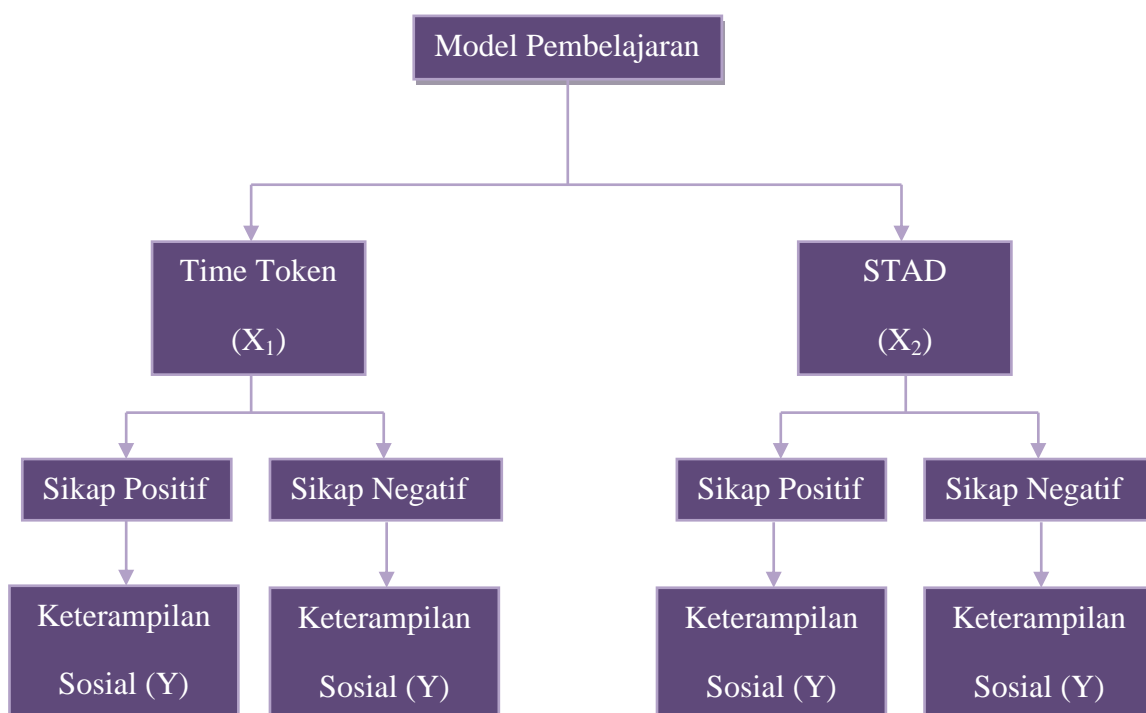 Model Pembelajaran
Time Token
(X₁)
STAD
(X₂)
Sikap Positif
Sikap Negatif
Sikap Positif
Sikap Negatif
Keterampilan
Sosial (Y)
Keterampilan
Sosial (Y)
Keterampilan
Sosial (Y)
Keterampilan
Sosial (Y)